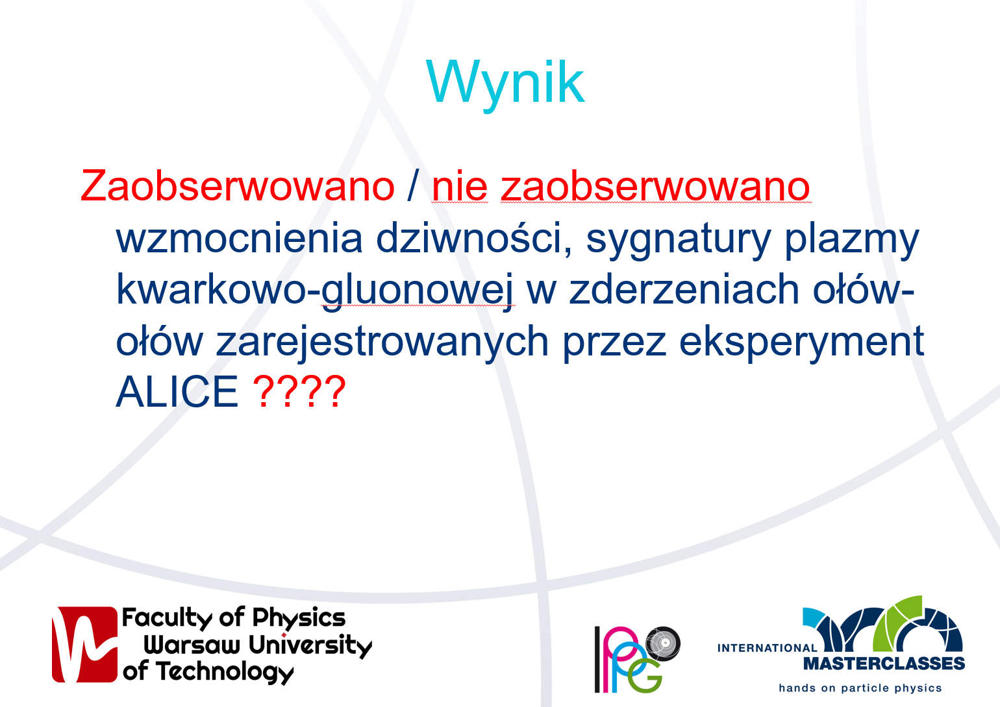 Wynik
Zaobserwowano / nie zaobserwowano
wzmocnienia dziwności, sygnatury plazmy
kwarkowo-gluonowej w zderzeniach ołów-
ołów zarejestrowanych przez eksperyment
ALICE ????
Faculty of Physics
Warsaw University
of Technology
IPPOG
INTERNATIONAL
MASTERCLASSES
hands on particle physics